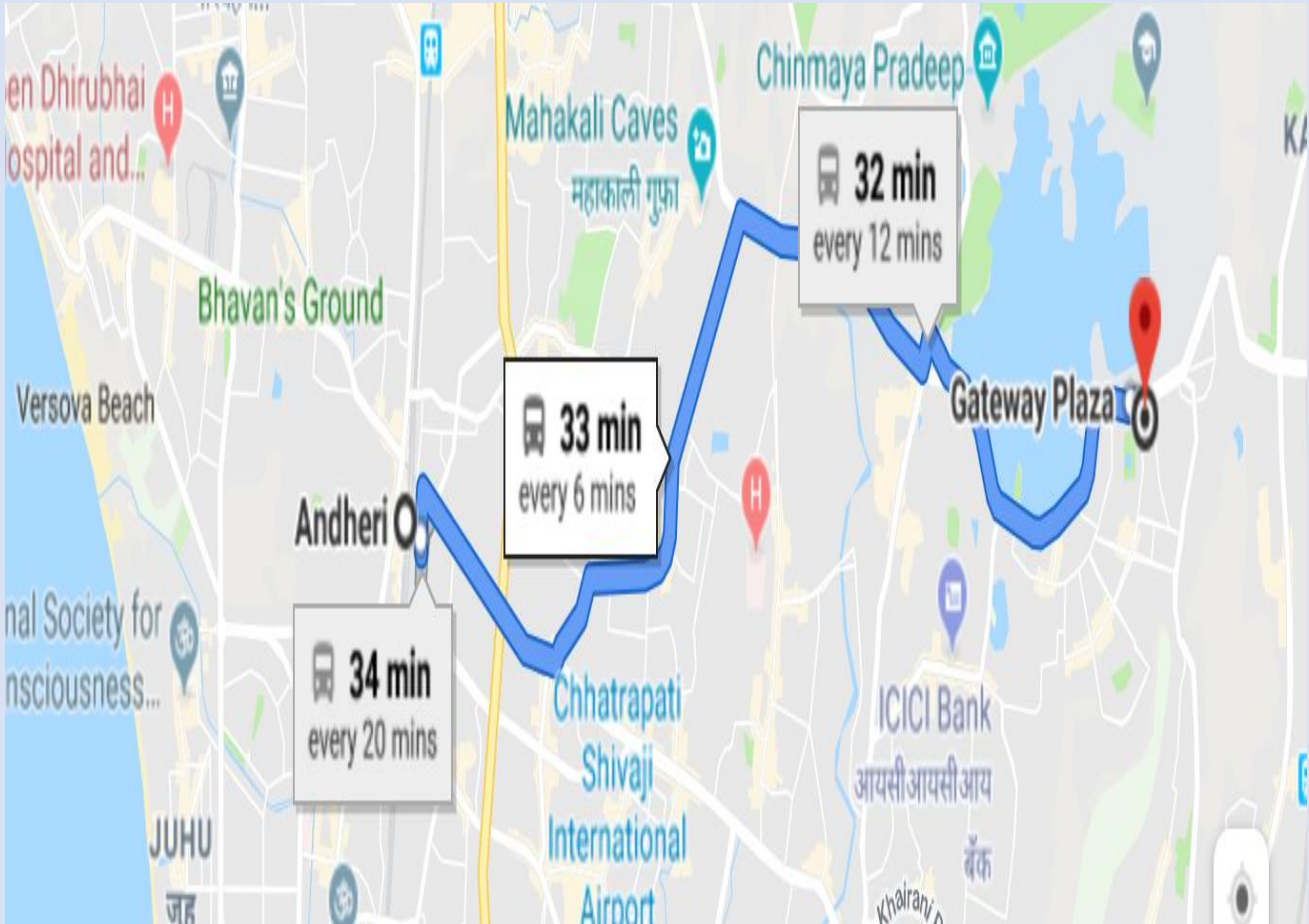 en Dhirubhai
ospital and...
Mahakali Caves
महाकाली गुफ़ा
Chinmaya Pradeep
KA
32 min
every 12 mins
Bhavan's Ground
Versova Beach
33 min
every 6 mins
Gateway Plaza
Andheri
H
H
34 min
every 20 mins
nal Society for
nsciousness...
Chhatrapati
Shivaji
International
Airport
ICICI Bank
आयसीआयसीआय
बँक
JUHU
जुहू
Khairani